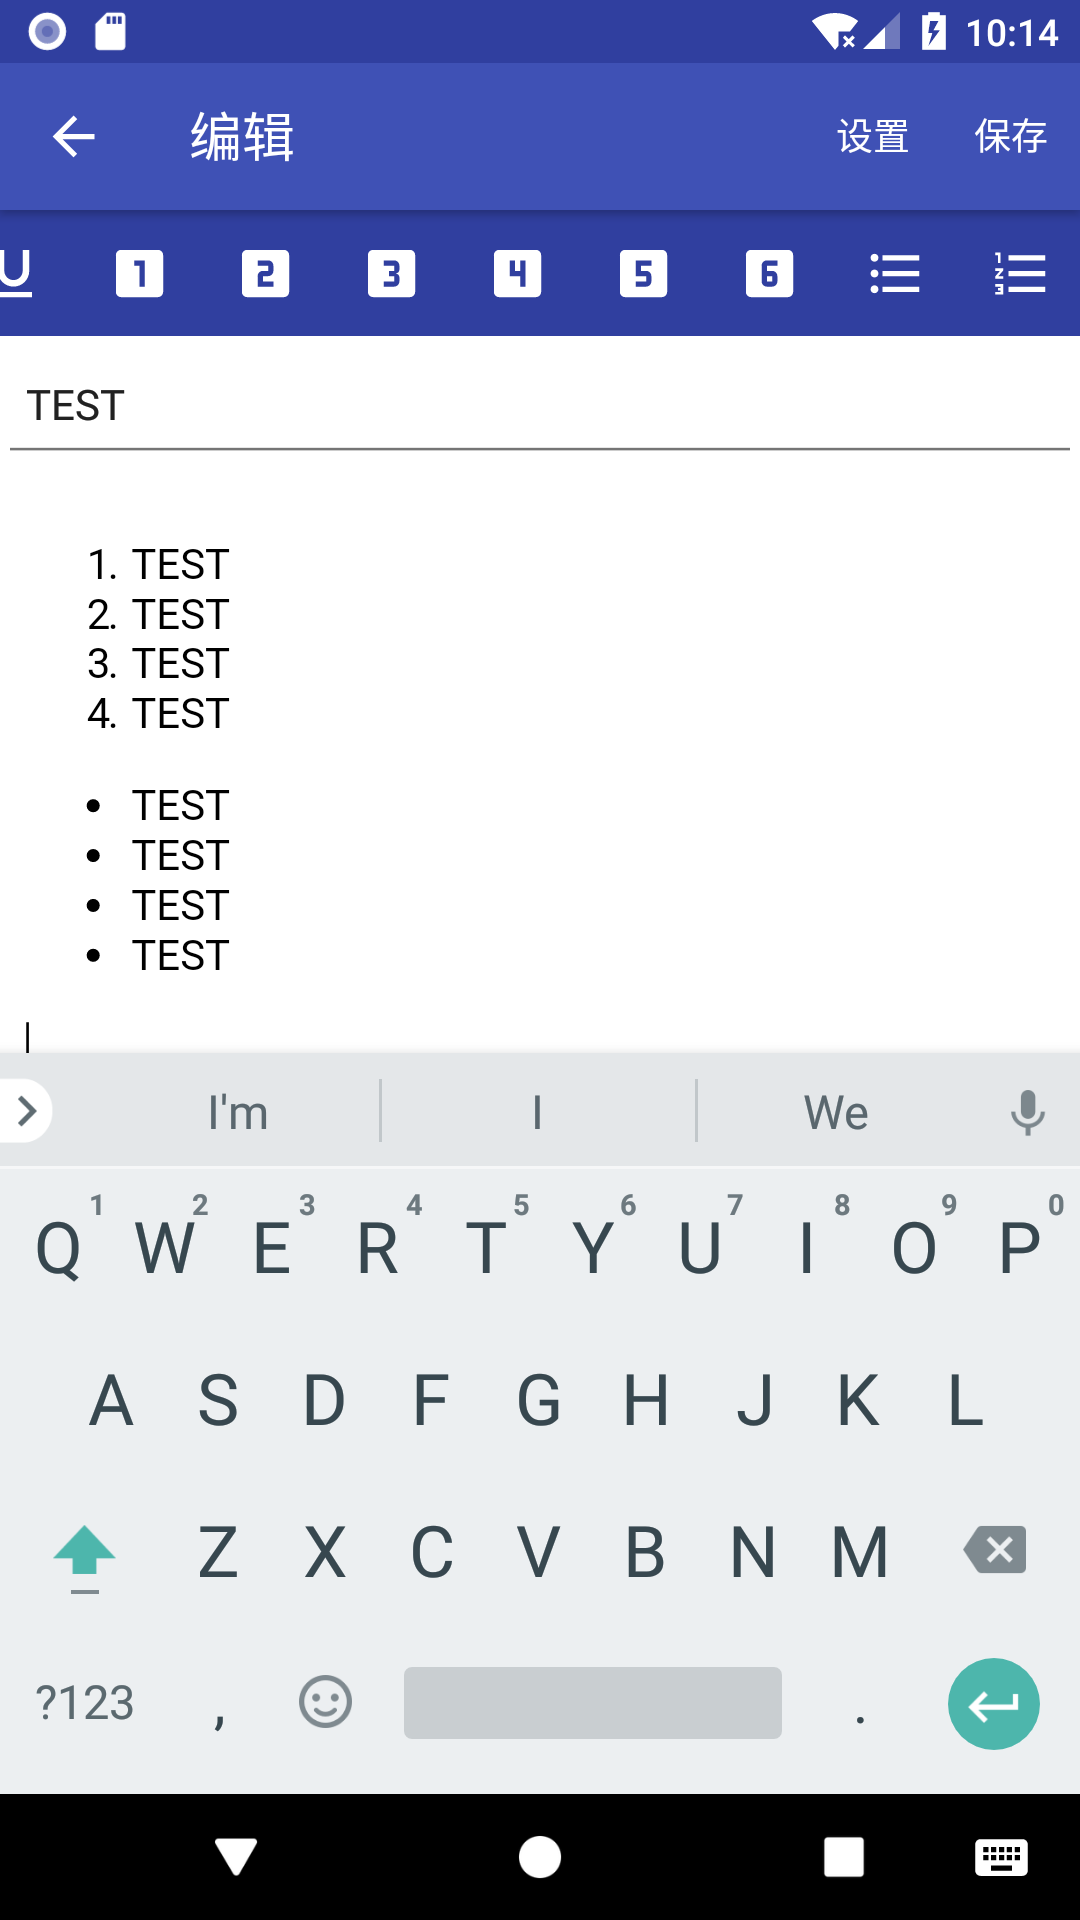 10:14
编辑 设置 保存
U 1 2 3 4 5 6
TEST
1. TEST
2. TEST
3. TEST
4. TEST
• TEST
• TEST
• TEST
• TEST
I'm I We
1 2 3 4 5 6 7 8 9 0
Q W E R T Y U I O P
A S D F G H J K L
Z X C V B N M
?123 , .